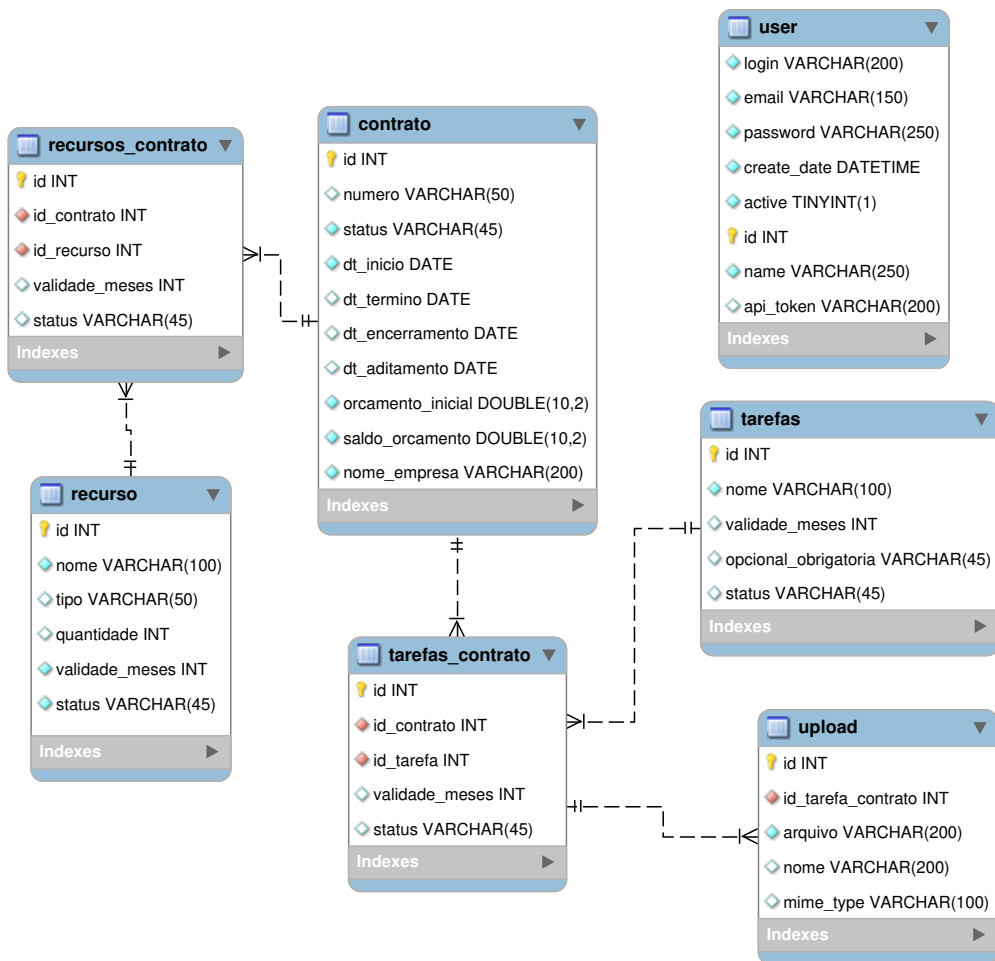 user
login VARCHAR(200)
email VARCHAR(150)
password VARCHAR(250)
create_date DATETIME
active TINYINT(1)
id INT
name VARCHAR(250)
api_token VARCHAR(200)
recursos_contrato
id INT
id_contrato INT
id_recurso INT
validade_meses INT
status VARCHAR(45)
Indexes
contrato
id INT
numero VARCHAR(50)
status VARCHAR(45)
dt_inicio DATE
dt_termino DATE
dt_encerramento DATE
dt_aditamento DATE
orcamento_inicial DOUBLE(10,2)
saldo_orcamento DOUBLE(10,2)
nome_empresa VARCHAR(200)
Indexes
recurso
id INT
nome VARCHAR(100)
tipo VARCHAR(50)
quantidade INT
validade_meses INT
status VARCHAR(45)
Indexes
Indexes
tarefas
id INT
nome VARCHAR(100)
validade_meses INT
opcional_obrigatoria VARCHAR(45)
status VARCHAR(45)
Indexes
tarefas_contrato
id INT
id_contrato INT
id_tarefa INT
validade_meses INT
status VARCHAR(45)
Indexes
upload
id INT
id_tarefa_contrato INT
arquivo VARCHAR(200)
nome VARCHAR(200)
mime_type VARCHAR(100)
Indexes